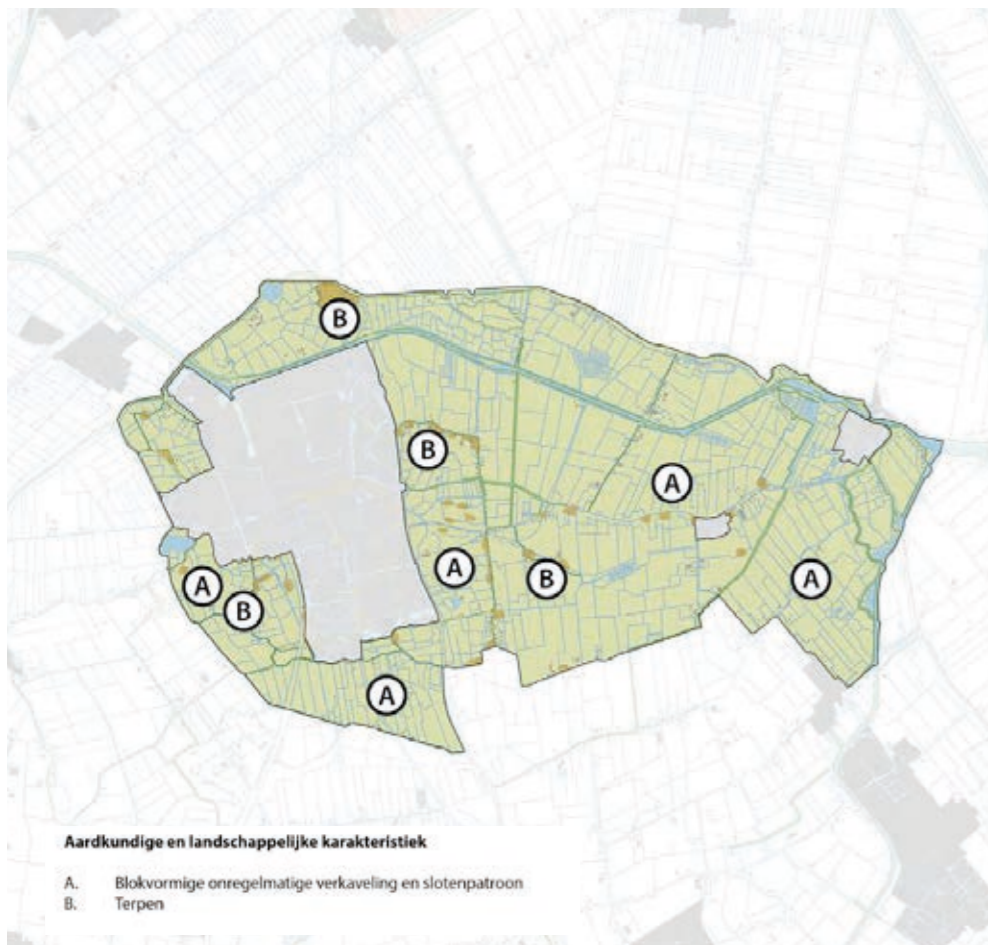 B
B
A
A
B
A
A
B
A
Aardkundige en landschappelijke karakteristiek
A. Blokvormige onregelmatige verkaveling en slotenpatroon
B. Terpen